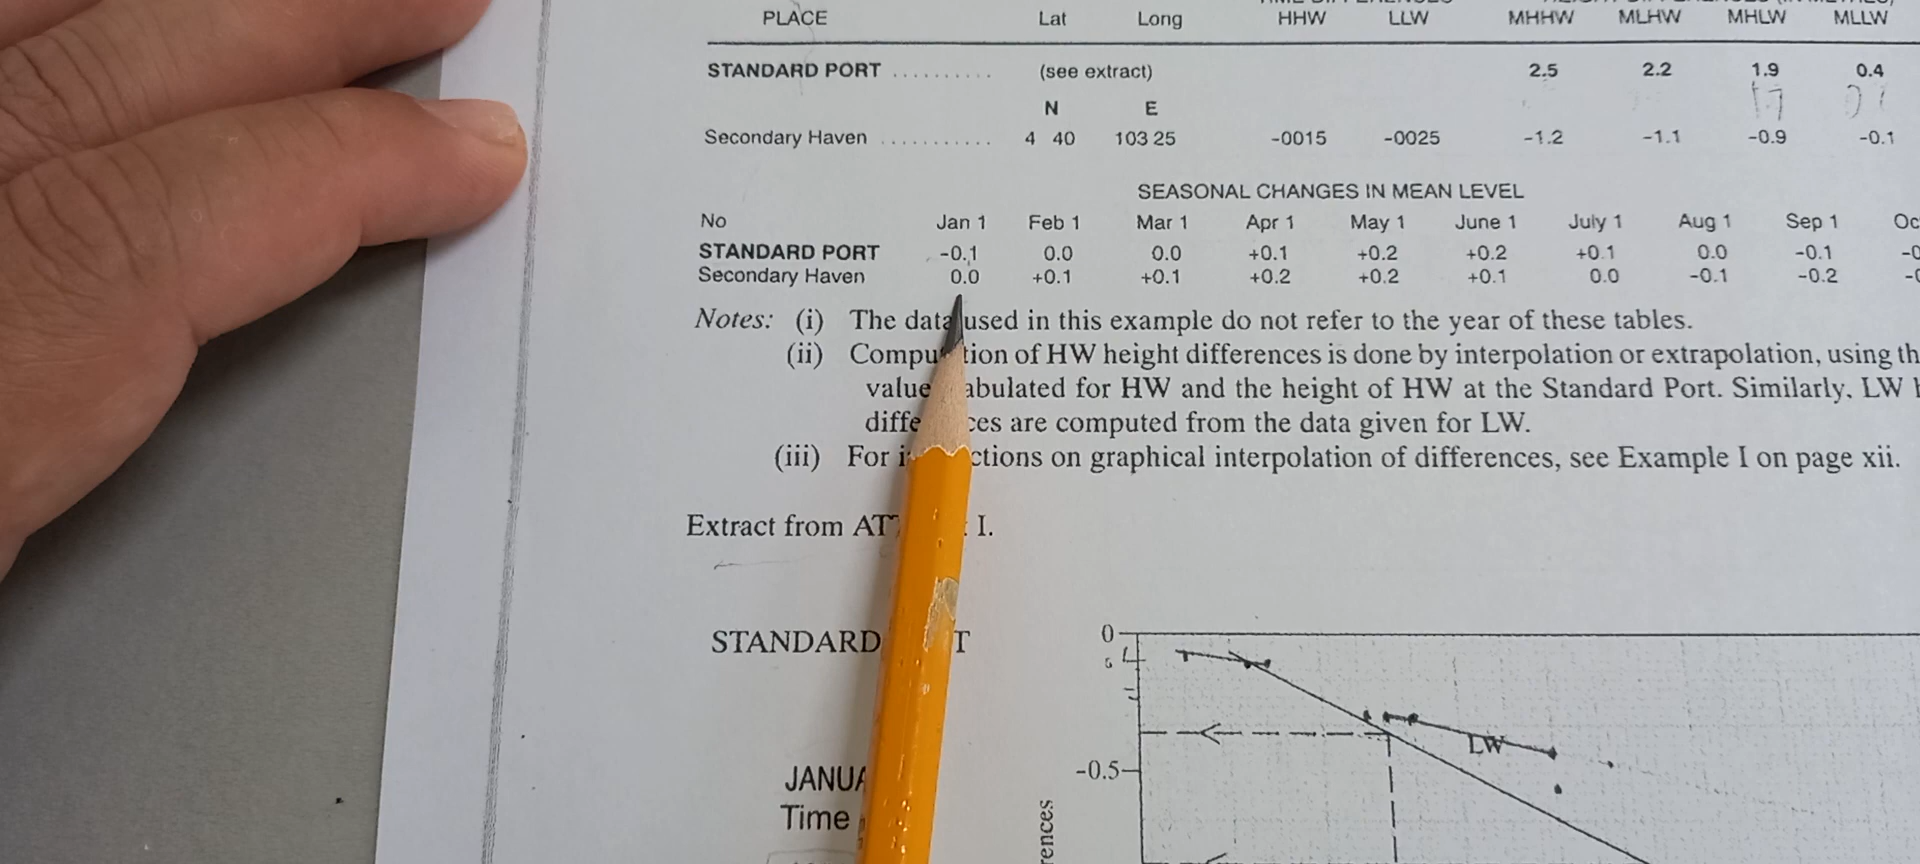 PLACE Lat Long HHW LLW MHHW MLHW MHLW MLLW
STANDARD PORT .......... (see extract) 2.5 2.2 1.9 0.4
N E
Secondary Haven ........... 4 40 103 25 -0015 -0025 -1.2 -1.1 -0.9 -0.1
SEASONAL CHANGES IN MEAN LEVEL
No Jan 1 Feb 1 Mar 1 Apr 1 May 1 June 1 July 1 Aug 1 Sep 1 Oc
STANDARD PORT -0.1 0.0 0.0 +0.1 +0.2 +0.2 +0.1 0.0 -0.1
Secondary Haven 0.0 +0.1 +0.1 +0.2 +0.2 +0.1 0.0 -0.1 -0.2
Notes: (i) The data used in this example do not refer to the year of these tables.
(ii) Compu tion of HW height differences is done by interpolation or extrapolation, using th
value abulated for HW and the height of HW at the Standard Port. Similarly, LW
diffe ces are computed from the data given for LW.
(iii) For i ctions on graphical interpolation of differences, see Example I on page xii.
Extract from AT I.
STANDARD T
0
LW
-0.5
JANUA
Time
rences